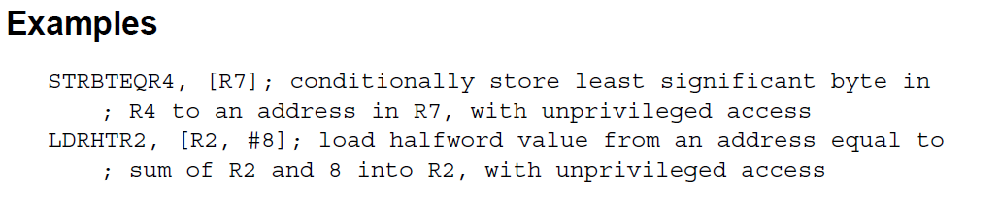 Examples
STRBTEQR4, [R7]; conditionally store least significant byte in
; R4 to an address in R7, with unprivileged access
LDRHTR2, [R2, #8]; load halfword value from an address equal to
; sum of R2 and 8 into R2, with unprivileged access